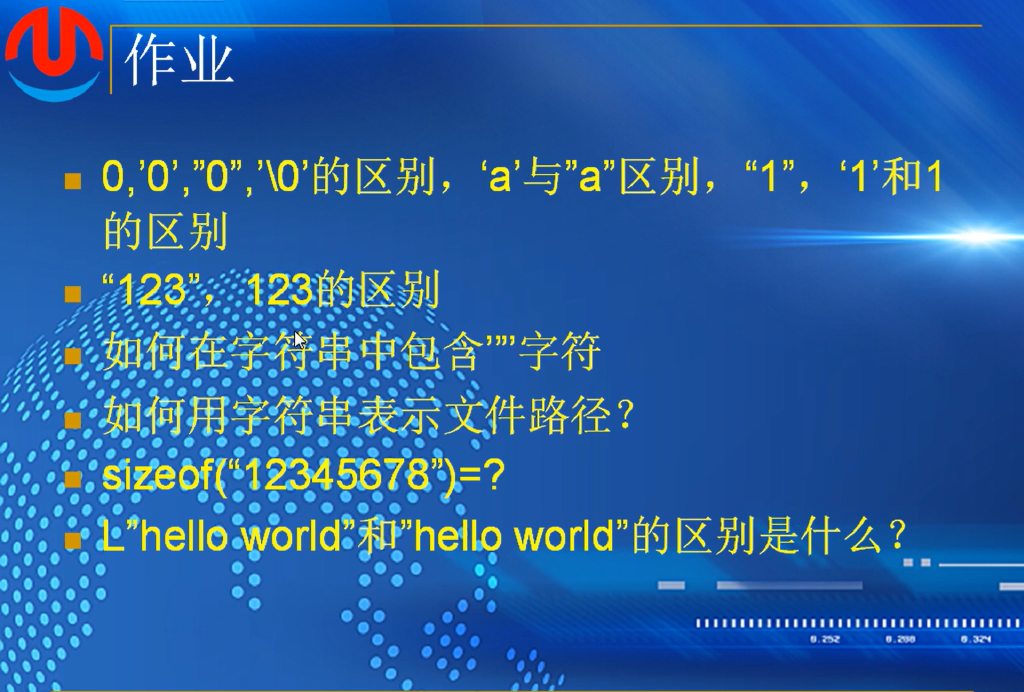 作业
0,’0’,”0”,’\0’的区别，‘a’与”a”区别，“1”，‘1’和1
的区别
“123”，123的区别
如何在字符串中包含’”’字符
如何用字符串表示文件路径？
sizeof(“12345678”)=?
L”hello world”和”hello world”的区别是什么？
0.252 0.288 0.324